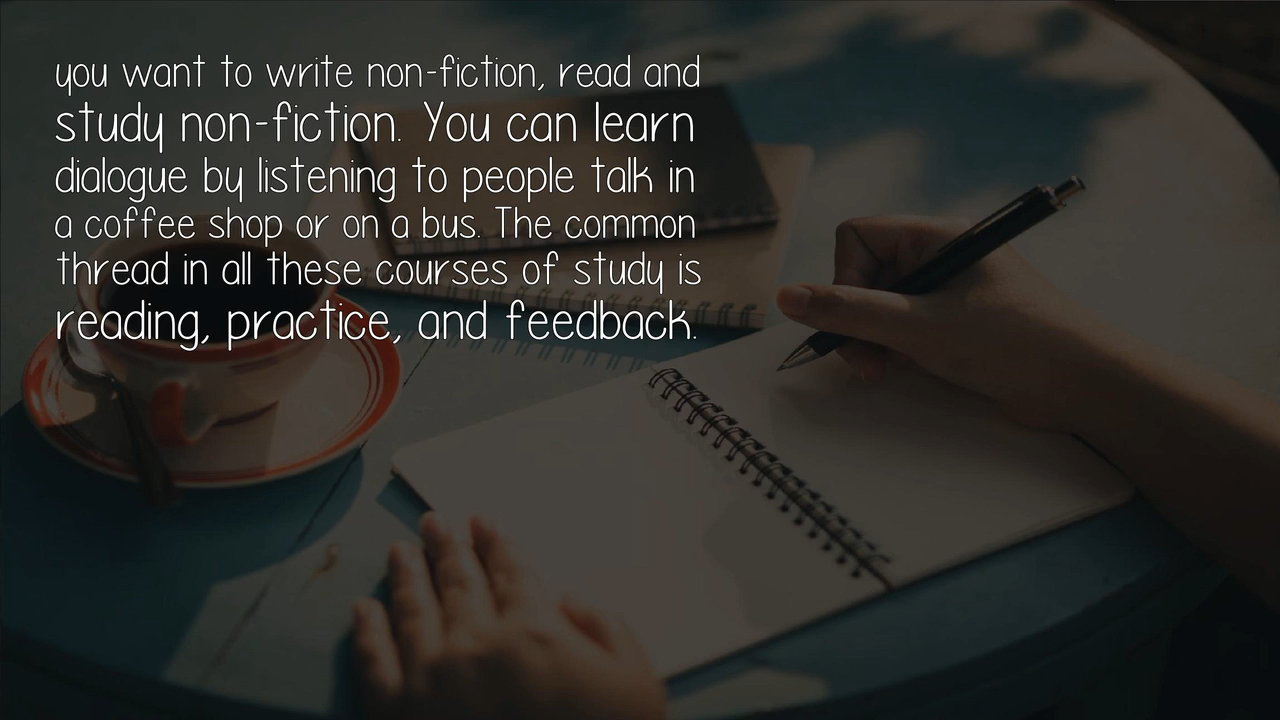 you want to write non-fiction, read and
study non-fiction. You can learn
dialogue by listening to people talk in
a coffee shop or on a bus. The common
thread in all these courses of study is
reading, practice, and feedback.